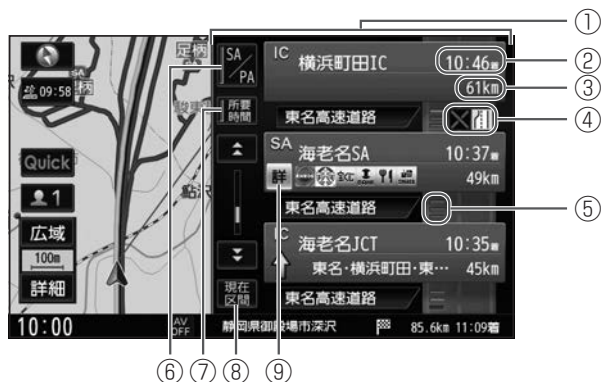 ①
②
③
④
⑤
⑥
⑦
⑧
⑨
足柄
09:58
Quick
1
広域
100m
詳細
10:00
駿東
鮎沢
SA
PA
所要
時間
現在
区間
AV
OFF
IC 横浜町田IC 10:46
61km
東名高速道路
SA 海老名SA 10:37
詳 49km
東名高速道路
IC 海老名JCT 10:35
東名・横浜町田・東… 45km
東名高速道路
静岡県御殿場市深沢 85.6km 11:09着